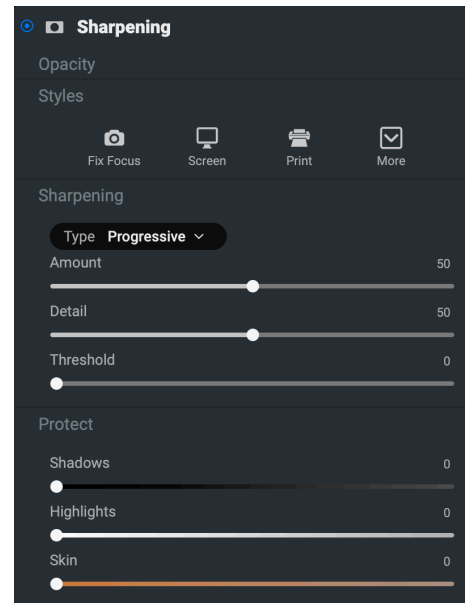 Sharpening
Opacity
Styles
Fix Focus Screen Print More
Sharpening
Type Progressive
Amount 50
Detail 50
Threshold 0
Protect
Shadows 0
Highlights 0
Skin 0